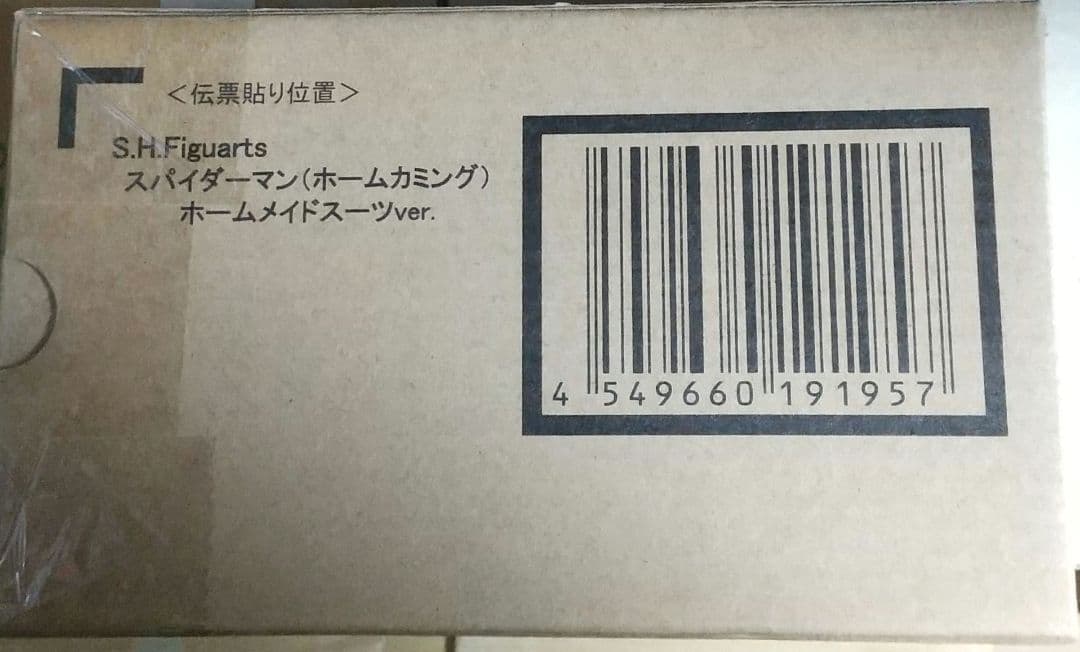 ＜伝票貼り位置＞
S.H.Figuarts
スパイダーマン（ホームカミング）
ホームメイドスーツver.
4 549660 191957